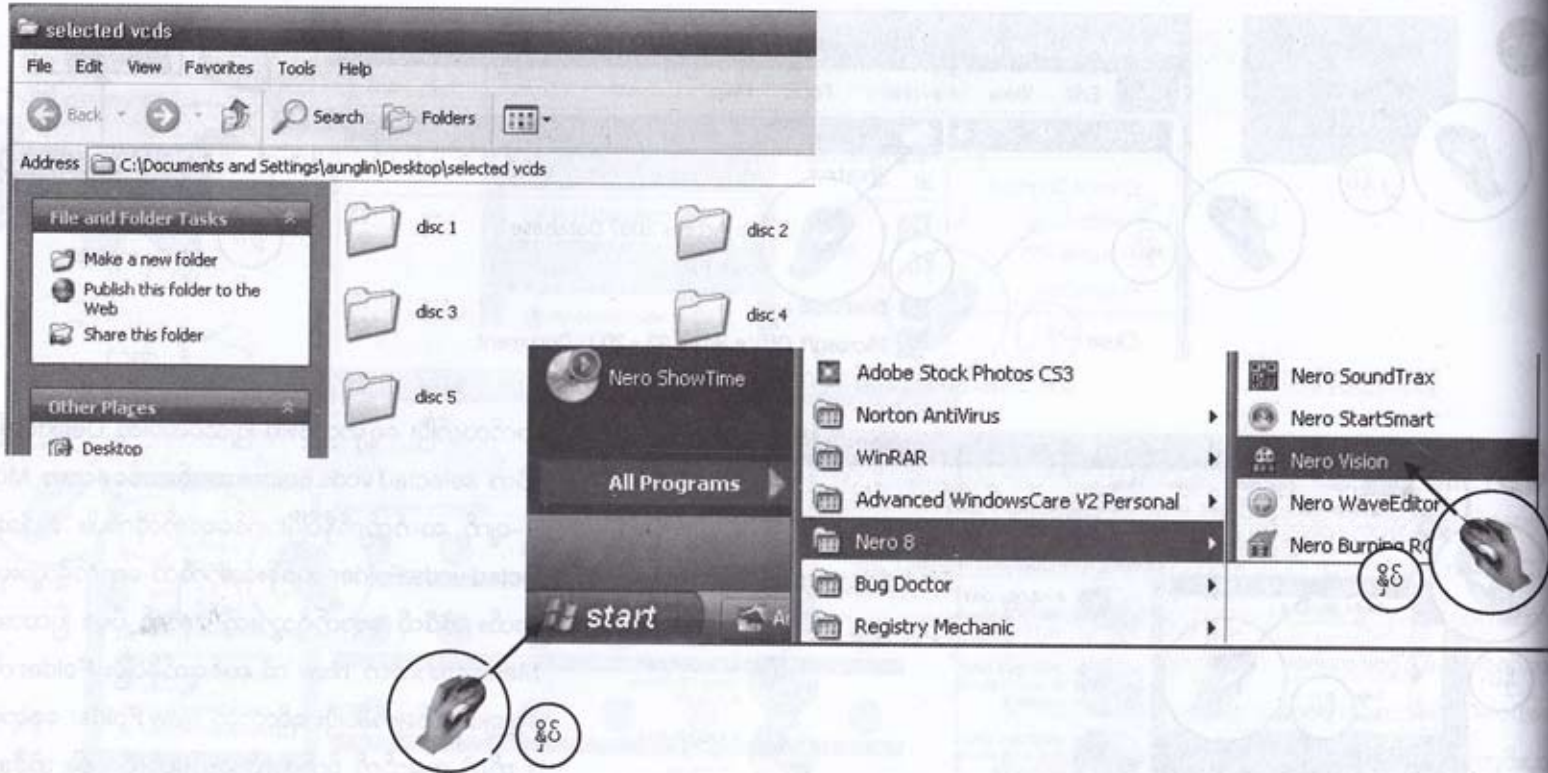 selected vcds
File Edit View Favorites Tools Help
Back Search Folders
Address C:\Documents and Settings\aunglin\Desktop\selected vcds
File and Folder Tasks
Make a new folder
Publish this folder to the
Web
Share this folder
Other Places
Desktop
disc 1 disc 2
disc 3 disc 4
disc 5
Nero ShowTime
All Programs
start
Adobe Stock Photos CS3
Norton AntiVirus
WinRAR
Advanced WindowsCare V2 Personal
Nero 8
Bug Doctor
Registry Mechanic
Nero SoundTrax
Nero StartSmart
Nero Vision
Nero WaveEditor
Nero Burning
နှိပ်
နှိပ်